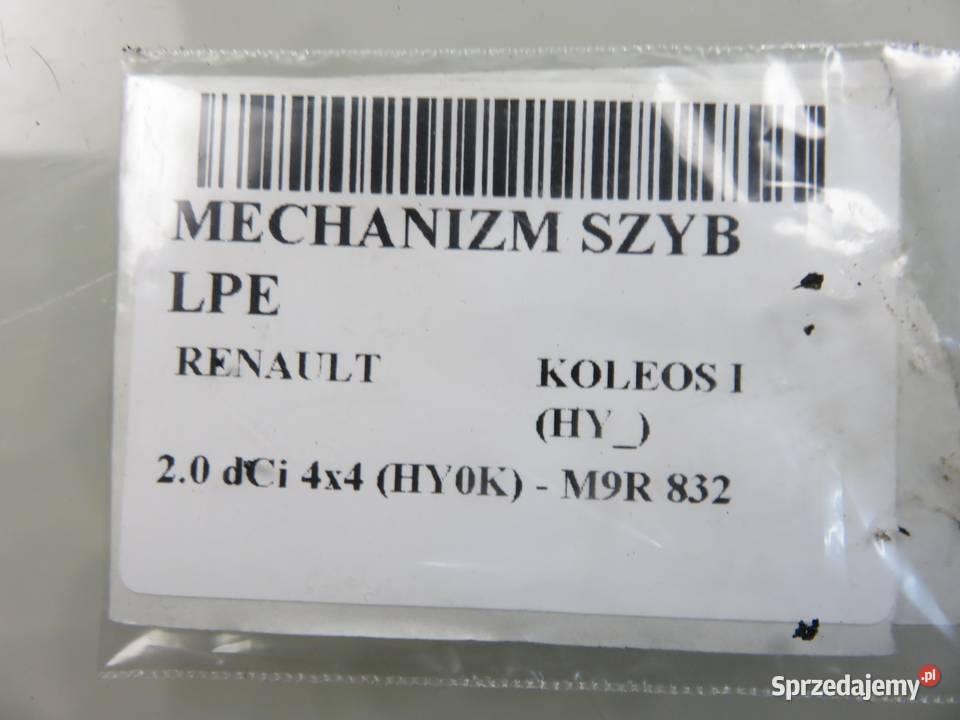 MECHANIZM SZYB
LPE
RENAULT KOLEOS I
(HY_)
2.0 dCi 4x4 (HY0K) - M9R 832
Sprzedajemy.pl